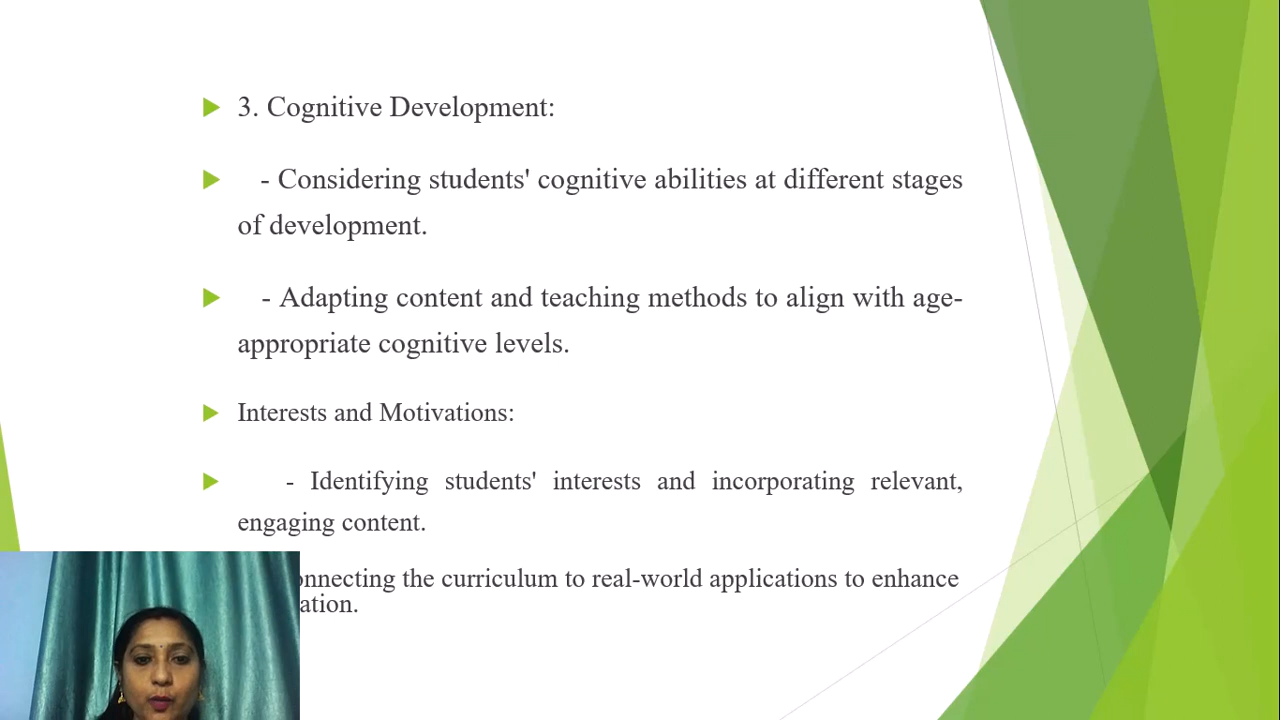 3. Cognitive Development:
- Considering students' cognitive abilities at different stages
of development.
- Adapting content and teaching methods to align with age-
appropriate cognitive levels.
Interests and Motivations:
- Identifying students' interests and incorporating relevant,
engaging content.
the curriculum to real-world applications to enhance